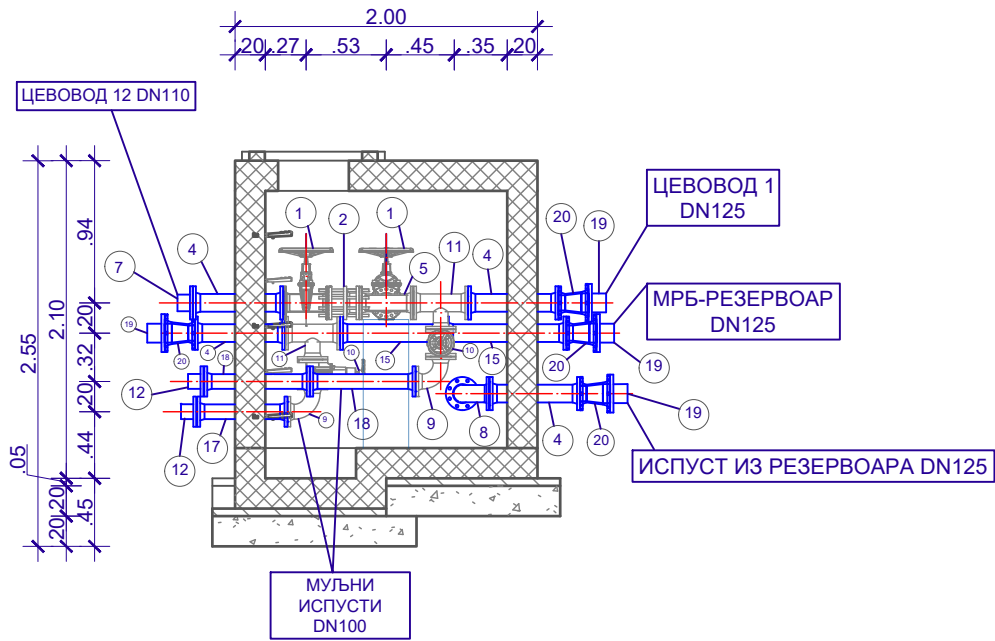 2.00
.20 .27 .53 .45 .35 .20
ЦЕВОВОД 12 DN110
ЦЕВОВОД 1
DN125
МРБ-РЕЗЕРВОАР
DN125
ИСПУСТ ИЗ РЕЗЕРВОАРА DN125
МУЉНИ
ИСПУСТИ
DN100
1 2 1
7 4 5 11 4 20 19
19 20 4 11 10 15 10 15 20 19
12 18 18 9 8 4 20 19
12 17 9
2.55
2.10
.05
.20
.20
.94
.20
.32
.20
.44
.45